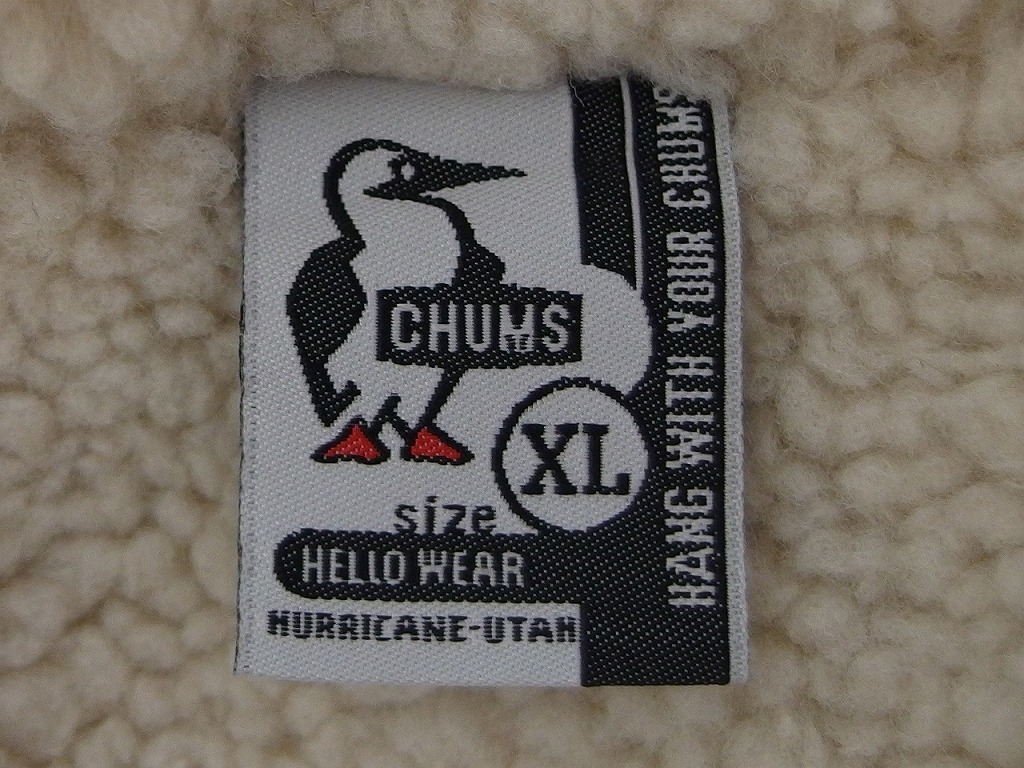 CHUMS
XL
size
HELLO WEAR
HURRICANE-UTAH
HANG WITH YOUR CHUMS